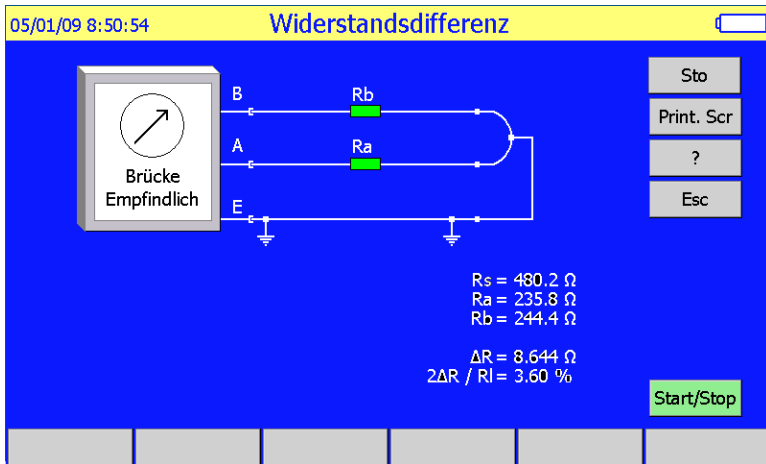 05/01/09 8:50:54
Widerstandsdifferenz
Sto
Print. Scr
?
Esc
B
Rb
A
Ra
E
Brücke
Empfindlich
Rs = 480.2 Ω
Ra = 235.8 Ω
Rb = 244.4 Ω
ΔR = 8.644 Ω
2ΔR / Rl = 3.60 %
Start/Stop